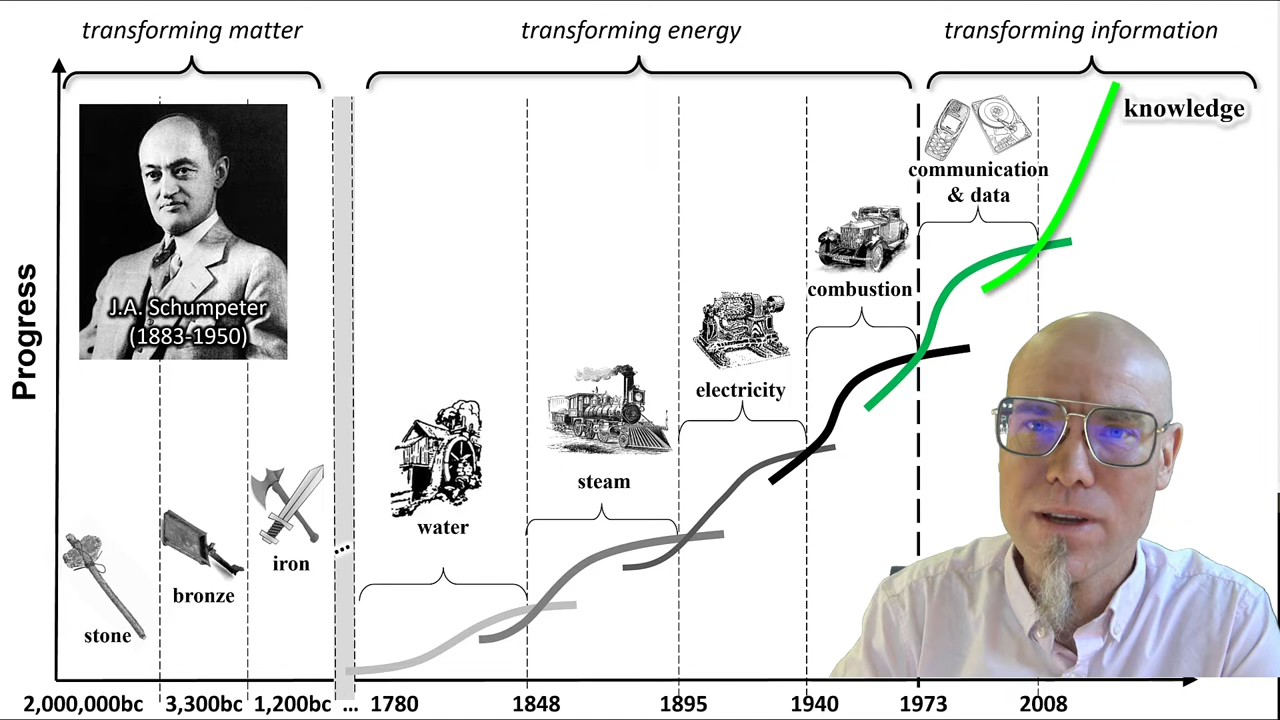 transforming matter
transforming energy
transforming information
knowledge
communication
& data
J.A. Schumpeter
(1883-1950)
combustion
Progress
electricity
steam
water
iron
bronze
stone
...
2,000,000bc
3,300bc
1,200bc
...
1780
1848
1895
1940
1973
2008